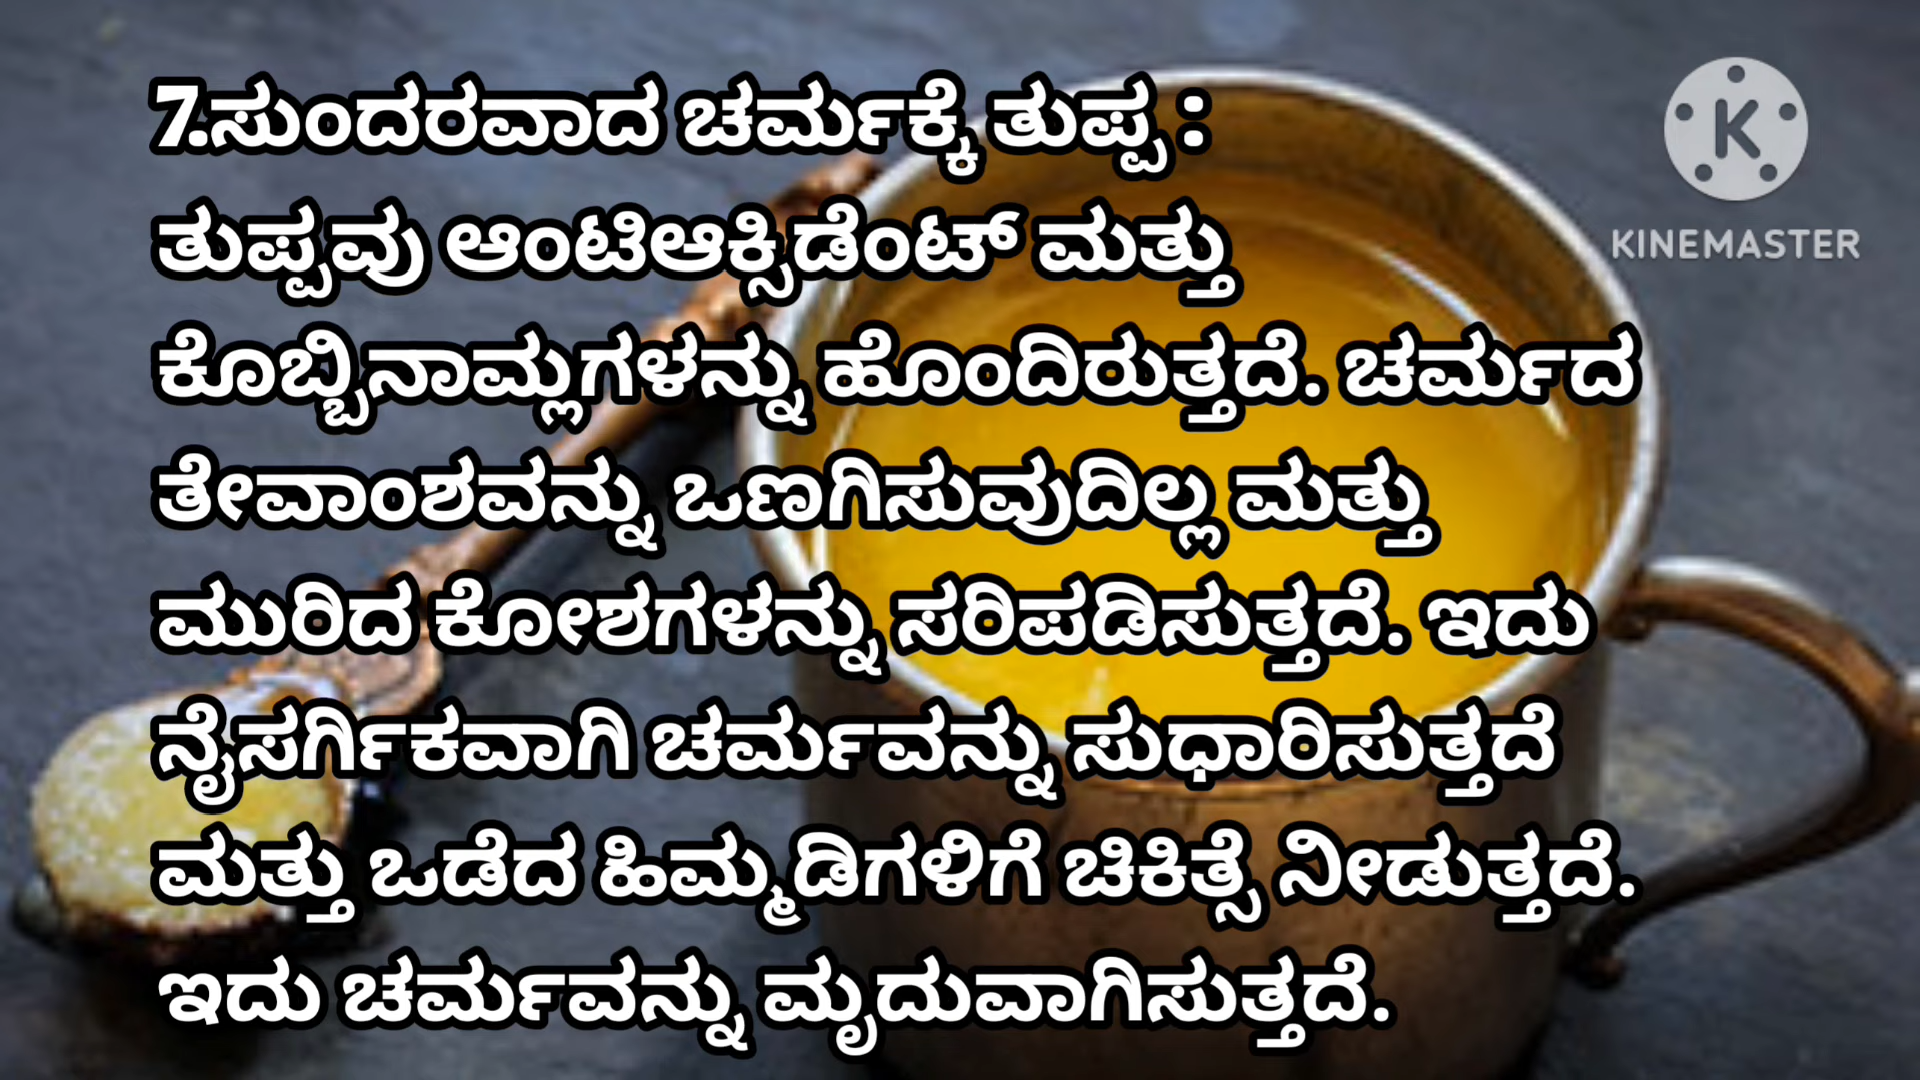 7.ಸುಂದರವಾದ ಚರ್ಮಕ್ಕೆ ತುಪ್ಪ :
ತುಪ್ಪವು ಆಂಟಿಆಕ್ಸಿಡೆಂಟ್ ಮತ್ತು
ಕೊಬ್ಬಿನಾಮ್ಲಗಳನ್ನು ಹೊಂದಿರುತ್ತದೆ. ಚರ್ಮದ
ತೇವಾಂಶವನ್ನು ಒಣಗಿಸುವುದಿಲ್ಲ ಮತ್ತು
ಮುರಿದ ಕೋಶಗಳನ್ನು ಸರಿಪಡಿಸುತ್ತದೆ. ಇದು
ನೈಸರ್ಗಿಕವಾಗಿ ಚರ್ಮವನ್ನು ಸುಧಾರಿಸುತ್ತದೆ
ಮತ್ತು ಒಡೆದ ಹಿಮ್ಮಡಿಗಳಿಗೆ ಚಿಕಿತ್ಸೆ ನೀಡುತ್ತದೆ.
ಇದು ಚರ್ಮವನ್ನು ಮೃದುವಾಗಿಸುತ್ತದೆ.
K
KINEMASTER